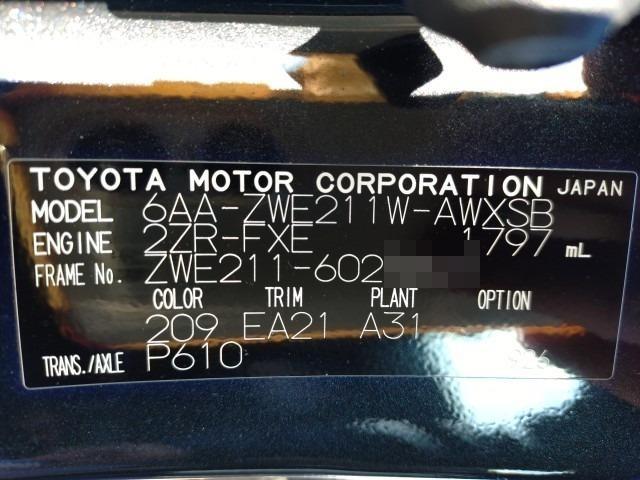 TOYOTA MOTOR CORPORATION JAPAN
MODEL 6AA-ZWE211W-AWXSB
ENGINE 2ZR-FXE 1797 mL
FRAME No. ZWE211-602
COLOR TRIM PLANT OPTION
209 EA21 A31
TRANS./AXLE P610 926